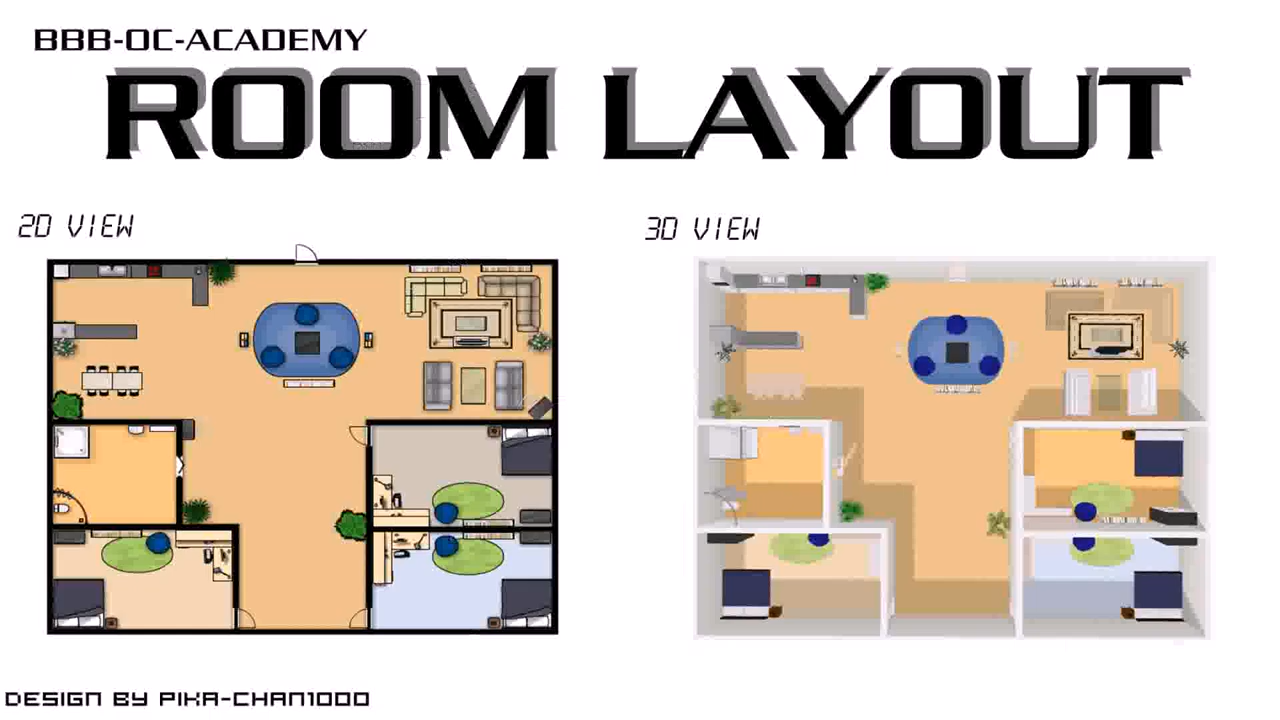 BBB-OC-ACADEMY
ROOM LAYOUT
2D VIEW
3D VIEW
DESIGN BY PIKA-CHAN1000